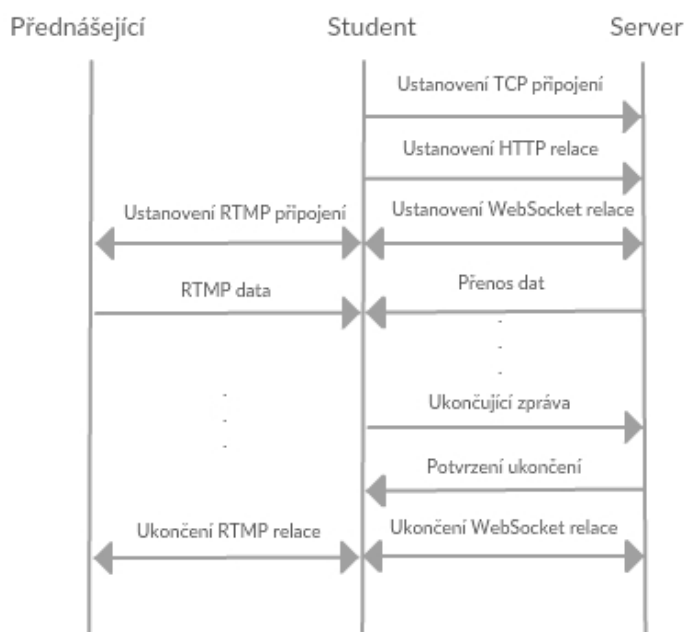 Přednášející Student Server
Ustanovení TCP připojení
Ustanovení HTTP relace
Ustanovení RTMP připojení Ustanovení WebSocket relace
RTMP data Přenos dat
Ukončující zpráva
Potvrzení ukončení
Ukončení RTMP relace Ukončení WebSocket relace